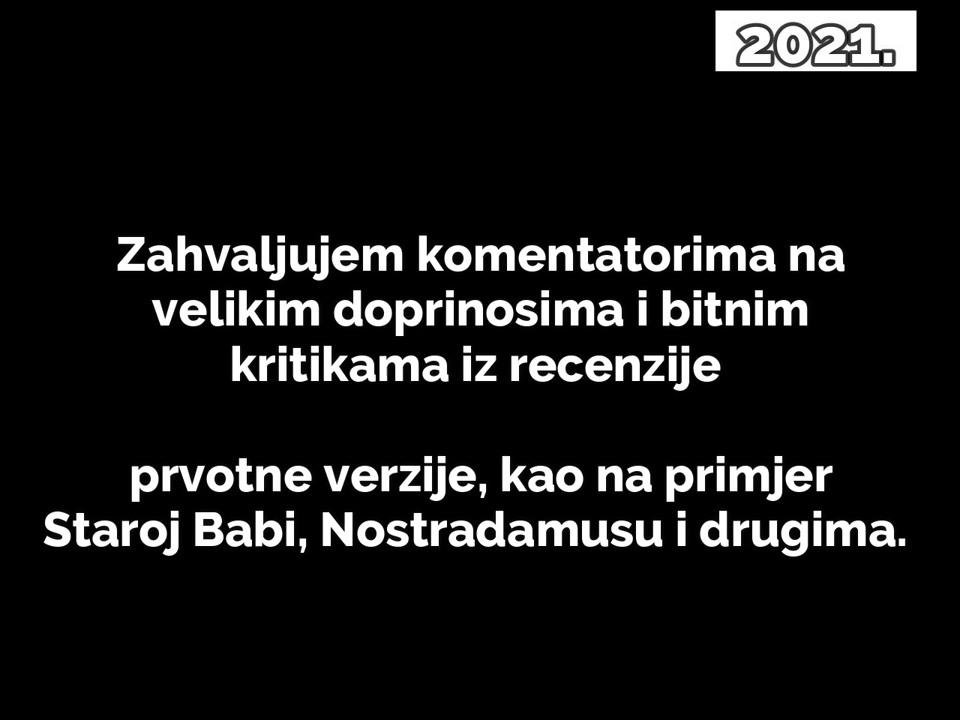 2021.
Zahvaljujem komentatorima na
velikim doprinosima i bitnim
kritikama iz recenzije
prvotne verzije, kao na primjer
Staroj Babi, Nostradamusu i drugima.